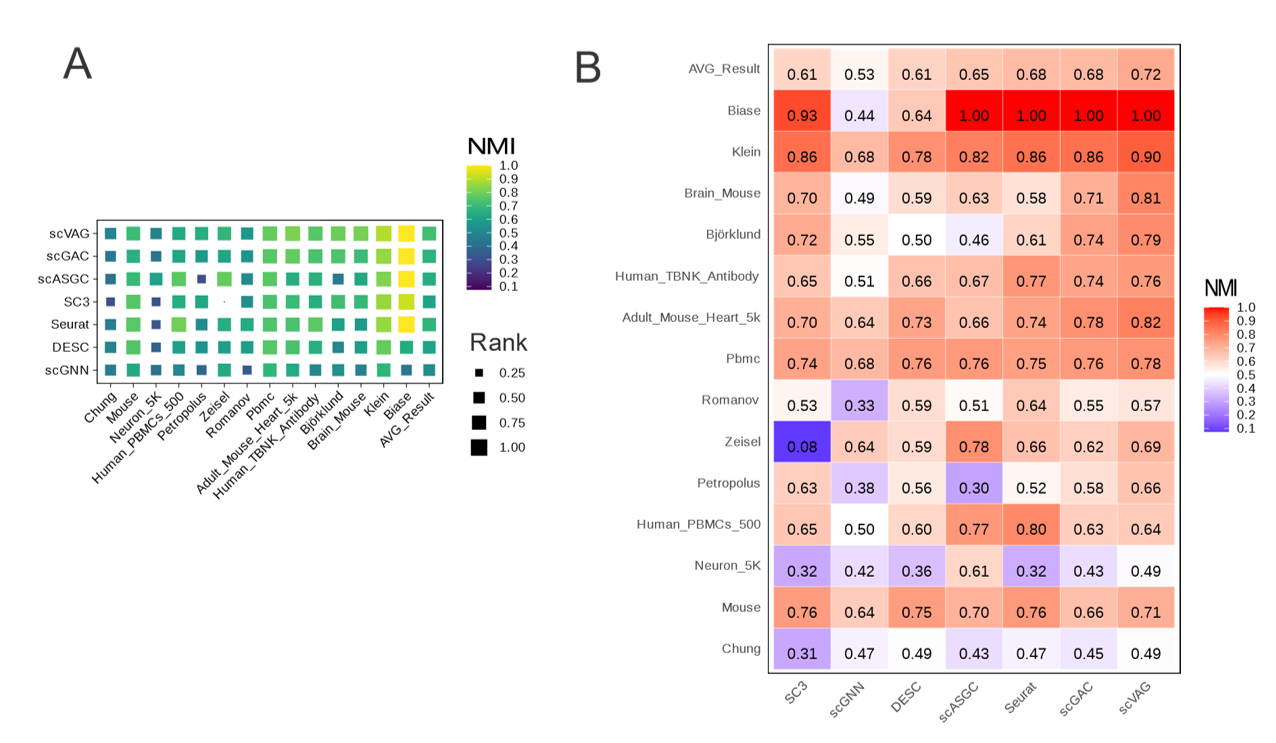 A
NMI
1.0
0.9
0.8
0.7
0.6
0.5
0.4
0.3
0.2
0.1
scVAG
scGAC
scASGC
SC3
Seurat
DESC
scGNN
Chung
Mouse
Neuron_5K
Human_PBMCs_500
Petropolus
Zeisel
Romanov
Pbmc
Adult_Mouse_Heart_5k
Human_TBNK_Antibody
Björklund
Brain_Mouse
Klein
Biase
AVG_Result
Rank
0.25
0.50
0.75
1.00
B
AVG_Result 0.61 0.53 0.61 0.65 0.68 0.68 0.72
Biase 0.93 0.44 0.64 1.00 1.00 1.00 1.00
Klein 0.86 0.68 0.78 0.82 0.86 0.86 0.90
Brain_Mouse 0.70 0.49 0.59 0.63 0.58 0.71 0.81
Björklund 0.72 0.55 0.50 0.46 0.61 0.74 0.79
Human_TBNK_Antibody 0.65 0.51 0.66 0.67 0.77 0.74 0.76
Adult_Mouse_Heart_5k 0.70 0.64 0.73 0.66 0.74 0.78 0.82
Pbmc 0.74 0.68 0.76 0.76 0.75 0.76 0.78
Romanov 0.53 0.33 0.59 0.51 0.64 0.55 0.57
Zeisel 0.08 0.64 0.59 0.78 0.66 0.62 0.69
Petropolus 0.63 0.38 0.56 0.30 0.52 0.58 0.66
Human_PBMCs_500 0.65 0.50 0.60 0.77 0.80 0.63 0.64
Neuron_5K 0.32 0.42 0.36 0.61 0.32 0.43 0.49
Mouse 0.76 0.64 0.75 0.70 0.76 0.66 0.71
Chung 0.31 0.47 0.49 0.43 0.47 0.45 0.49
SC3 scGNN DESC scASGC Seurat scGAC scVAG
NMI
1.0
0.9
0.8
0.7
0.6
0.5
0.4
0.3
0.2
0.1